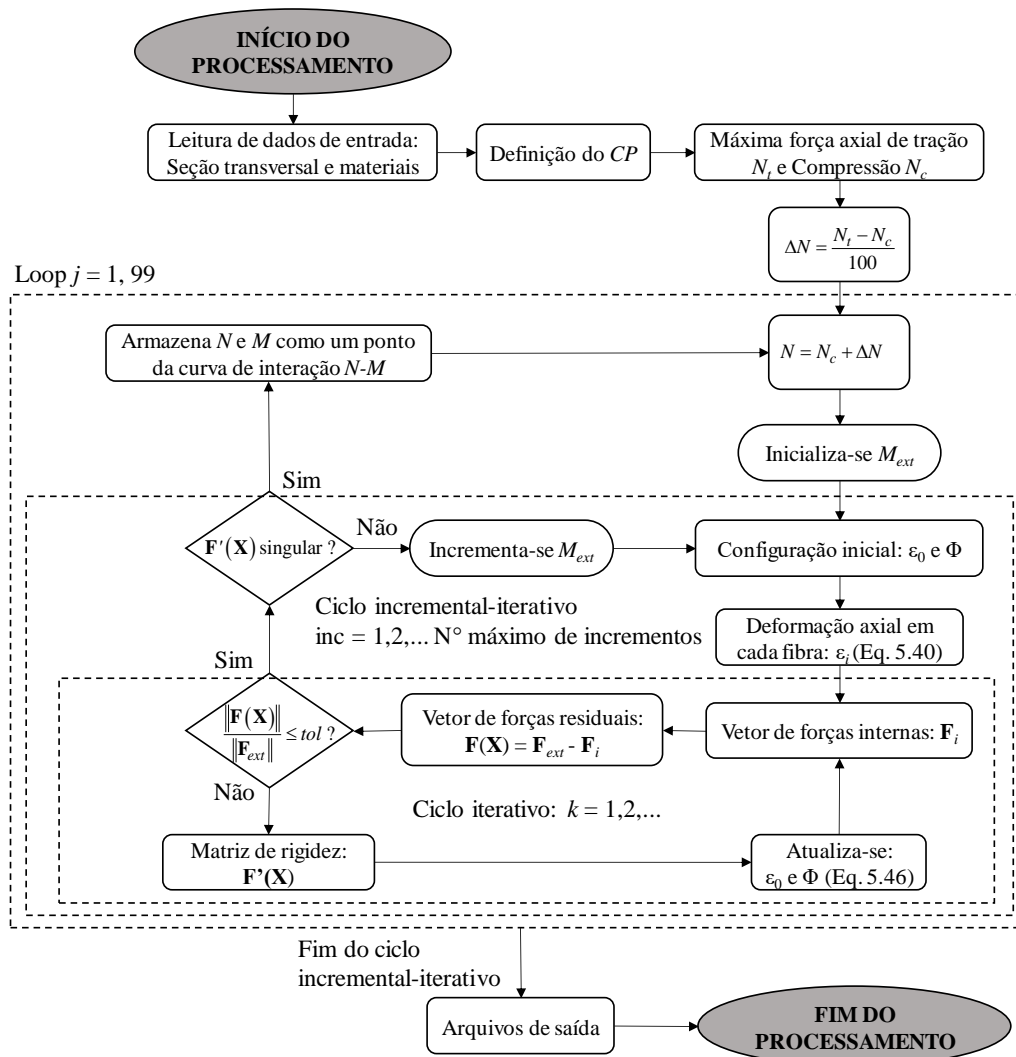 INÍCIO DO
PROCESSAMENTO
Leitura de dados de entrada:
Seção transversal e materiais
Definição do CP
Máxima força axial de tração
N_t e Compressão N_c
ΔN = (N_t − N_c) / 100
Loop j = 1, 99
Armazena N e M como um ponto
da curva de interação N-M
N = N_c + ΔN
Inicializa-se M_ext
Sim
F'(X) singular ?
Não
Incrementa-se M_ext
Configuração inicial: ε_0 e Φ
Ciclo incremental-iterativo
inc = 1,2,... N° máximo de incrementos
Deformação axial em
cada fibra: ε_i (Eq. 5.40)
Sim
‖F(X)‖ / ‖F_ext‖ ≤ tol ?
Vetor de forças residuais:
F(X) = F_ext - F_i
Vetor de forças internas: F_i
Não
Ciclo iterativo: k = 1,2,...
Matriz de rigidez:
F’(X)
Atualiza-se:
ε_0 e Φ (Eq. 5.46)
Fim do ciclo
incremental-iterativo
Arquivos de saída
FIM DO
PROCESSAMENTO